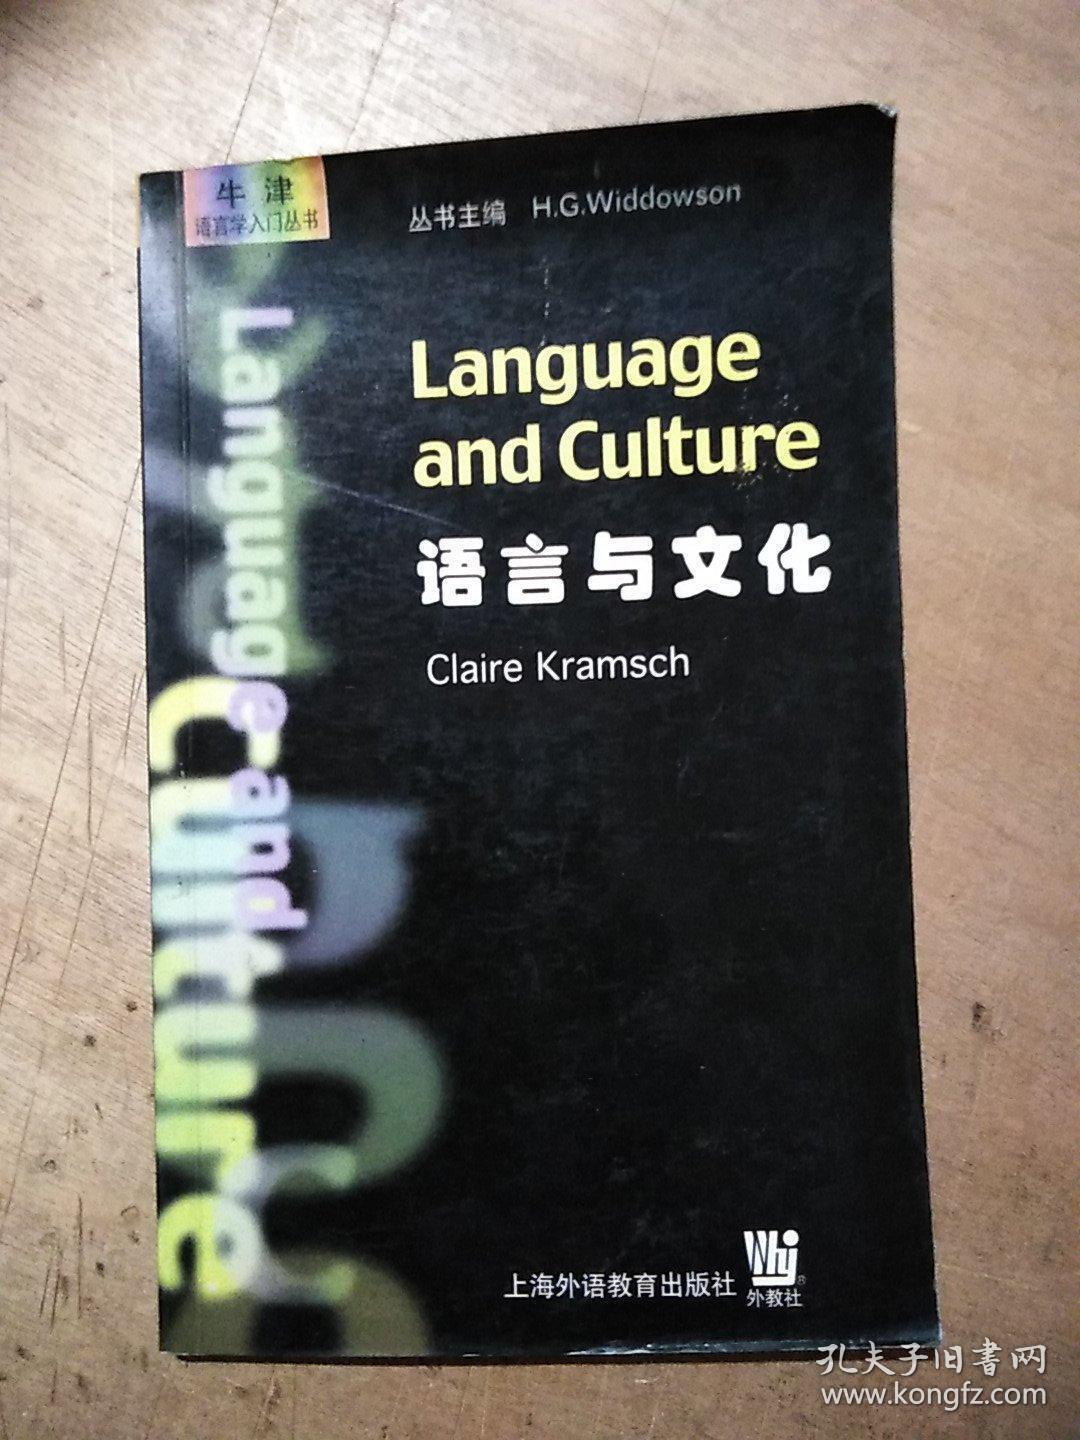 牛津
语言学入门丛书
丛书主编 H.G.Widdowson
Language
and Culture
语言与文化
Claire Kramsch
Language and
Culture
上海外语教育出版社
Why®
外教社
孔夫子旧書网
www.kongfz.com